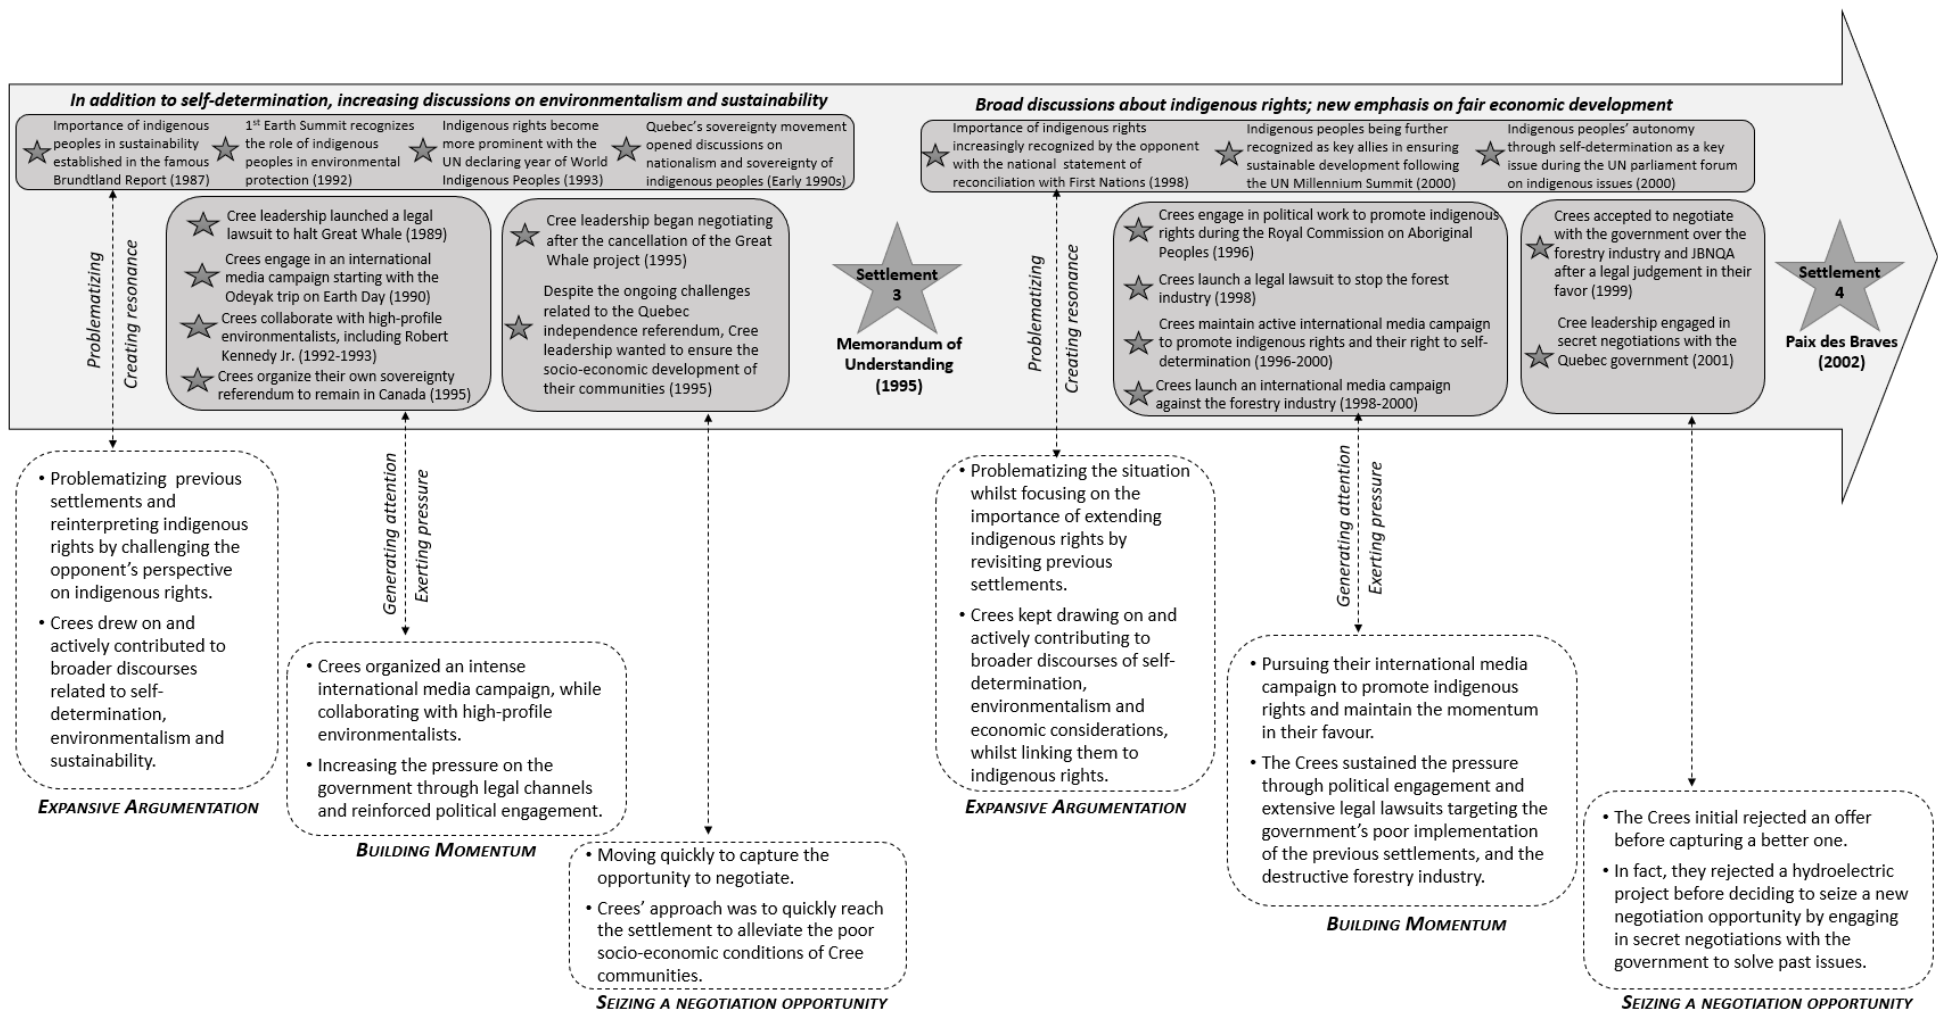 In addition to self-determination, increasing discussions on environmentalism and sustainability
Importance of indigenous
peoples in sustainability
established in the famous
Brundtland Report (1987)
1st Earth Summit recognizes
the role of indigenous
peoples in environmental
protection (1992)
Indigenous rights become
more prominent with the
UN declaring year of World
Indigenous Peoples (1993)
Quebec's sovereignty movement
opened discussions on
nationalism and sovereignty of
indigenous peoples (Early 1990s)
Problematizing
Creating resonance
Cree leadership launched a legal
lawsuit to halt Great Whale (1989)
Crees engage in an international
media campaign starting with the
Odeyak trip on Earth Day (1990)
Crees collaborate with high-profile
environmentalists, including Robert
Kennedy Jr. (1992-1993)
Crees organize their own sovereignty
referendum to remain in Canada (1995)
Cree leadership began negotiating
after the cancellation of the Great
Whale project (1995)
Despite the ongoing challenges
related to the Quebec
independence referendum, Cree
leadership wanted to ensure the
socio-economic development of
their communities (1995)
Settlement
3
Memorandum of
Understanding
(1995)
Broad discussions about indigenous rights; new emphasis on fair economic development
Importance of indigenous rights
increasingly recognized by the opponent
with the national statement of
reconciliation with First Nations (1998)
Indigenous peoples being further
recognized as key allies in ensuring
sustainable development following
the UN Millennium Summit (2000)
Indigenous peoples' autonomy
through self-determination as a key
issue during the UN parliament forum
on indigenous issues (2000)
Problematizing
Creating resonance
Crees engage in political work to promote indigenous
rights during the Royal Commission on Aboriginal
Peoples (1996)
Crees launch a legal lawsuit to stop the forest
industry (1998)
Crees maintain active international media campaign
to promote indigenous rights and their right to self-
determination (1996-2000)
Crees launch an international media campaign
against the forestry industry (1998-2000)
Crees accepted to negotiate
with the government over the
forestry industry and JBNQA
after a legal judgement in their
favor (1999)
Cree leadership engaged in
secret negotiations with the
Quebec government (2001)
Settlement
4
Paix des Braves
(2002)
• Problematizing previous
settlements and
reinterpreting indigenous
rights by challenging the
opponent's perspective
on indigenous rights.
• Crees drew on and
actively contributed to
broader discourses
related to self-
determination,
environmentalism and
sustainability.
EXPANSIVE ARGUMENTATION
Generating attention
Exerting pressure
• Crees organized an intense
international media campaign, while
collaborating with high-profile
environmentalists.
• Increasing the pressure on the
government through legal channels
and reinforced political engagement.
BUILDING MOMENTUM
• Moving quickly to capture the
opportunity to negotiate.
• Crees' approach was to quickly reach
the settlement to alleviate the poor
socio-economic conditions of Cree
communities.
SEIZING A NEGOTIATION OPPORTUNITY
• Problematizing the situation
whilst focusing on the
importance of extending
indigenous rights by
revisiting previous
settlements.
• Crees kept drawing on and
actively contributing to
broader discourses of self-
determination,
environmentalism and
economic considerations,
whilst linking them to
indigenous rights.
EXPANSIVE ARGUMENTATION
Generating attention
Exerting pressure
• Pursuing their international media
campaign to promote indigenous
rights and maintain the momentum
in their favour.
• The Crees sustained the pressure
through political engagement and
extensive legal lawsuits targeting the
government's poor implementation
of the previous settlements, and the
destructive forestry industry.
BUILDING MOMENTUM
• The Crees initial rejected an offer
before capturing a better one.
• In fact, they rejected a hydroelectric
project before deciding to seize a new
negotiation opportunity by engaging
in secret negotiations with the
government to solve past issues.
SEIZING A NEGOTIATION OPPORTUNITY